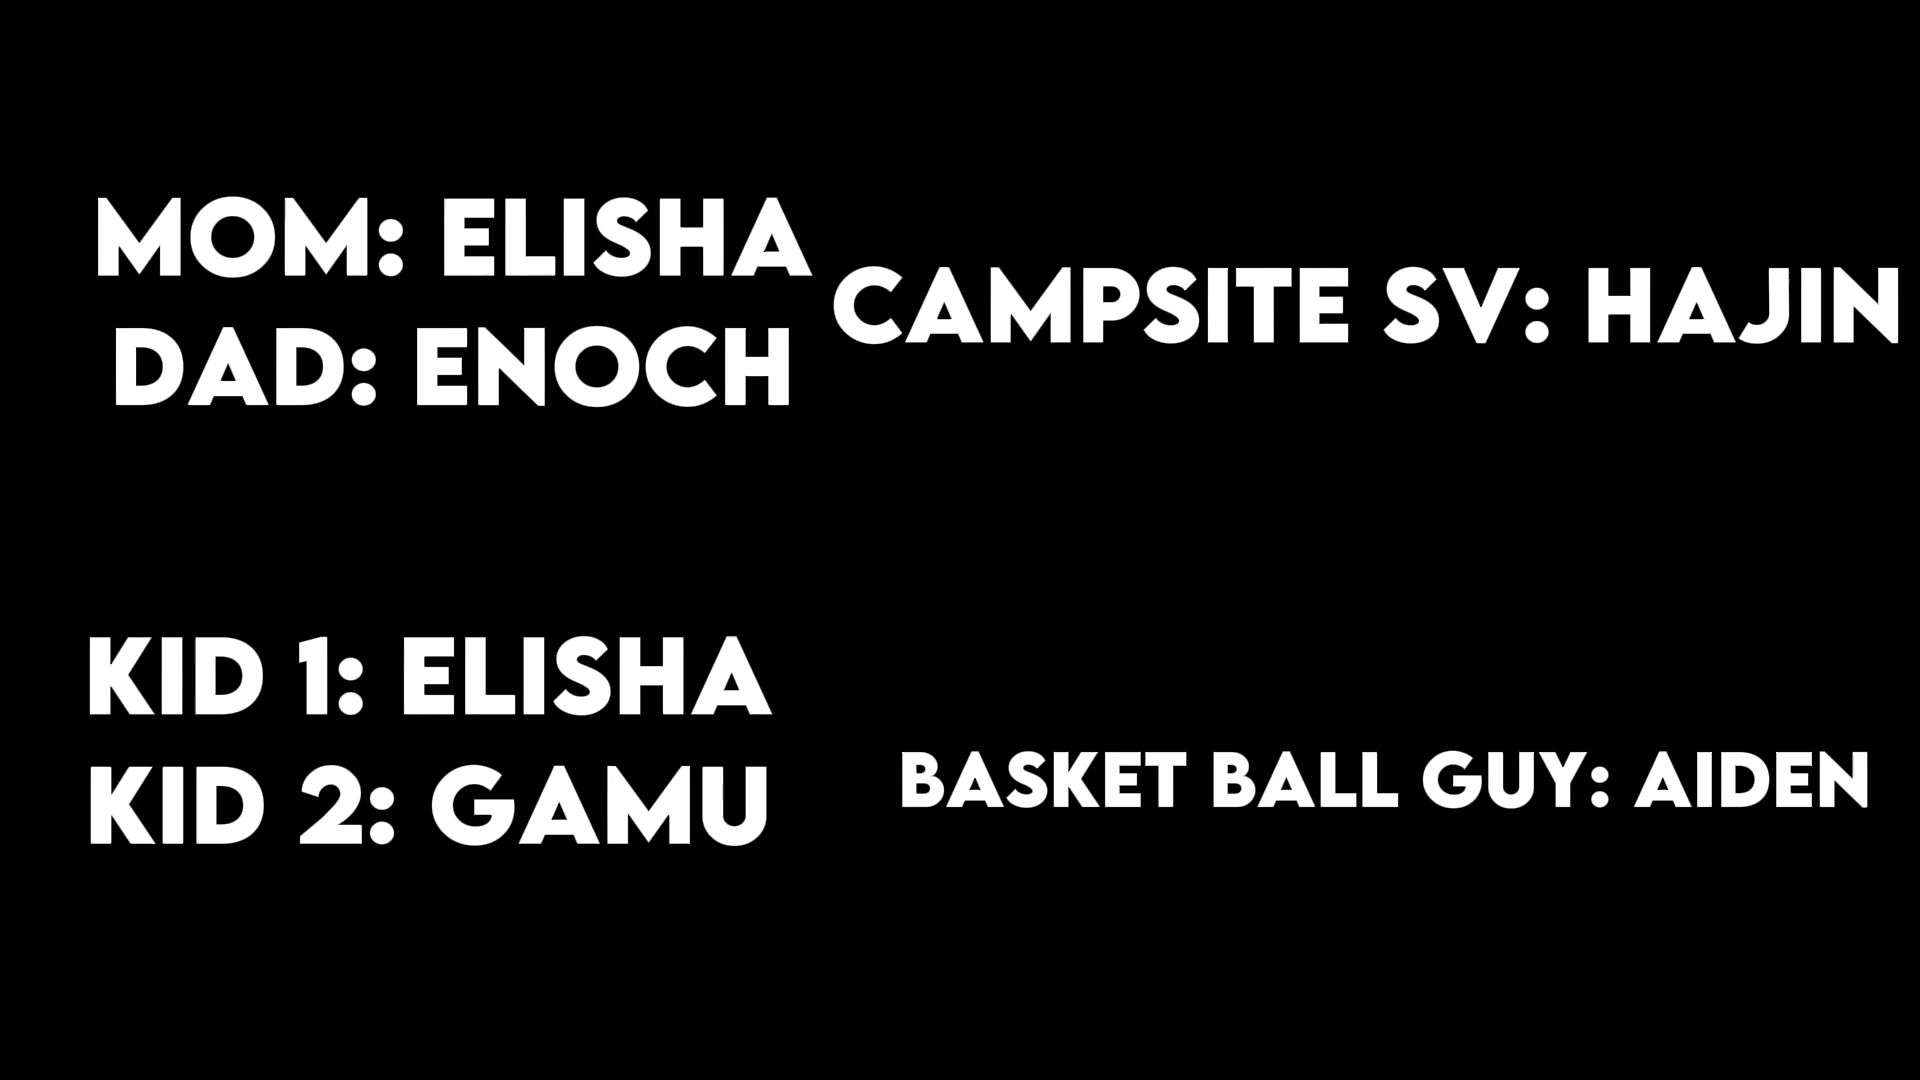 MOM: ELISHA
DAD: ENOCH
CAMPSITE SV: HAJIN
KID 1: ELISHA
KID 2: GAMU
BASKET BALL GUY: AIDEN